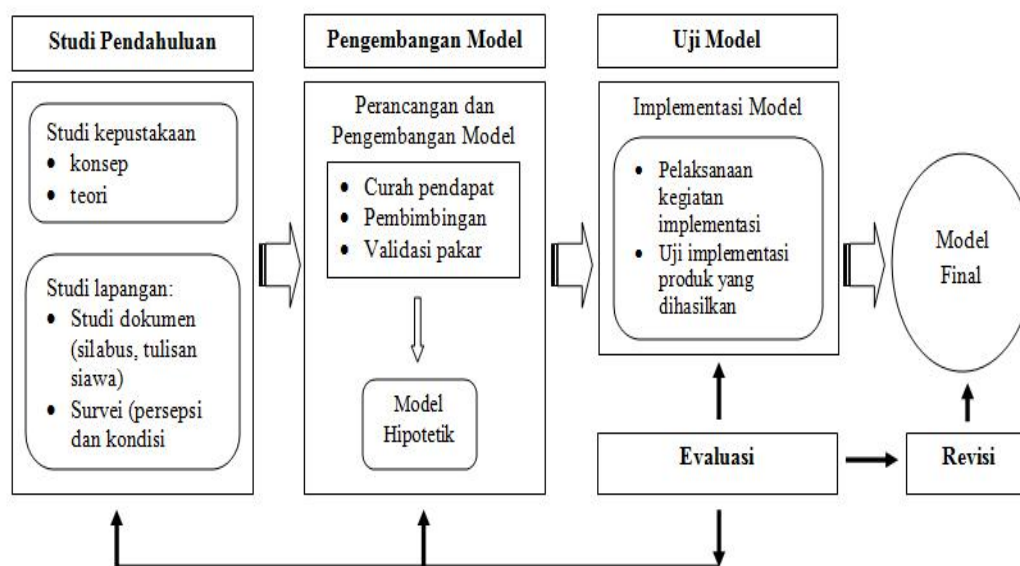 Studi Pendahuluan
Studi kepustakaan
• konsep
• teori
Studi lapangan:
• Studi dokumen
(silabus, tulisan
siawa)
• Survei (persepsi
dan kondisi
Pengembangan Model
Perancangan dan
Pengembangan Model
• Curah pendapat
• Pembimbingan
• Validasi pakar
Model
Hipotetik
Uji Model
Implementasi Model
• Pelaksanaan
kegiatan
implementasi
• Uji implementasi
produk yang
dihasilkan
Evaluasi
Model
Final
Revisi